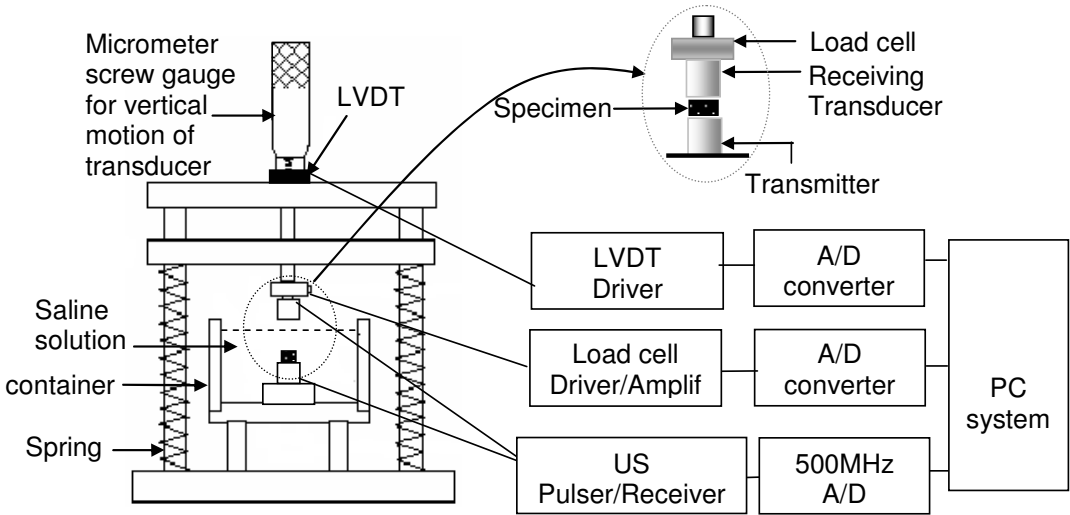 Micrometer
screw gauge
for vertical
motion of
transducer
LVDT
Load cell
Receiving
Transducer
Specimen
Transmitter
LVDT
Driver
A/D
converter
Saline
solution
container
Spring
Load cell
Driver/Amplif
A/D
converter
PC
system
US
Pulser/Receiver
500MHz
A/D